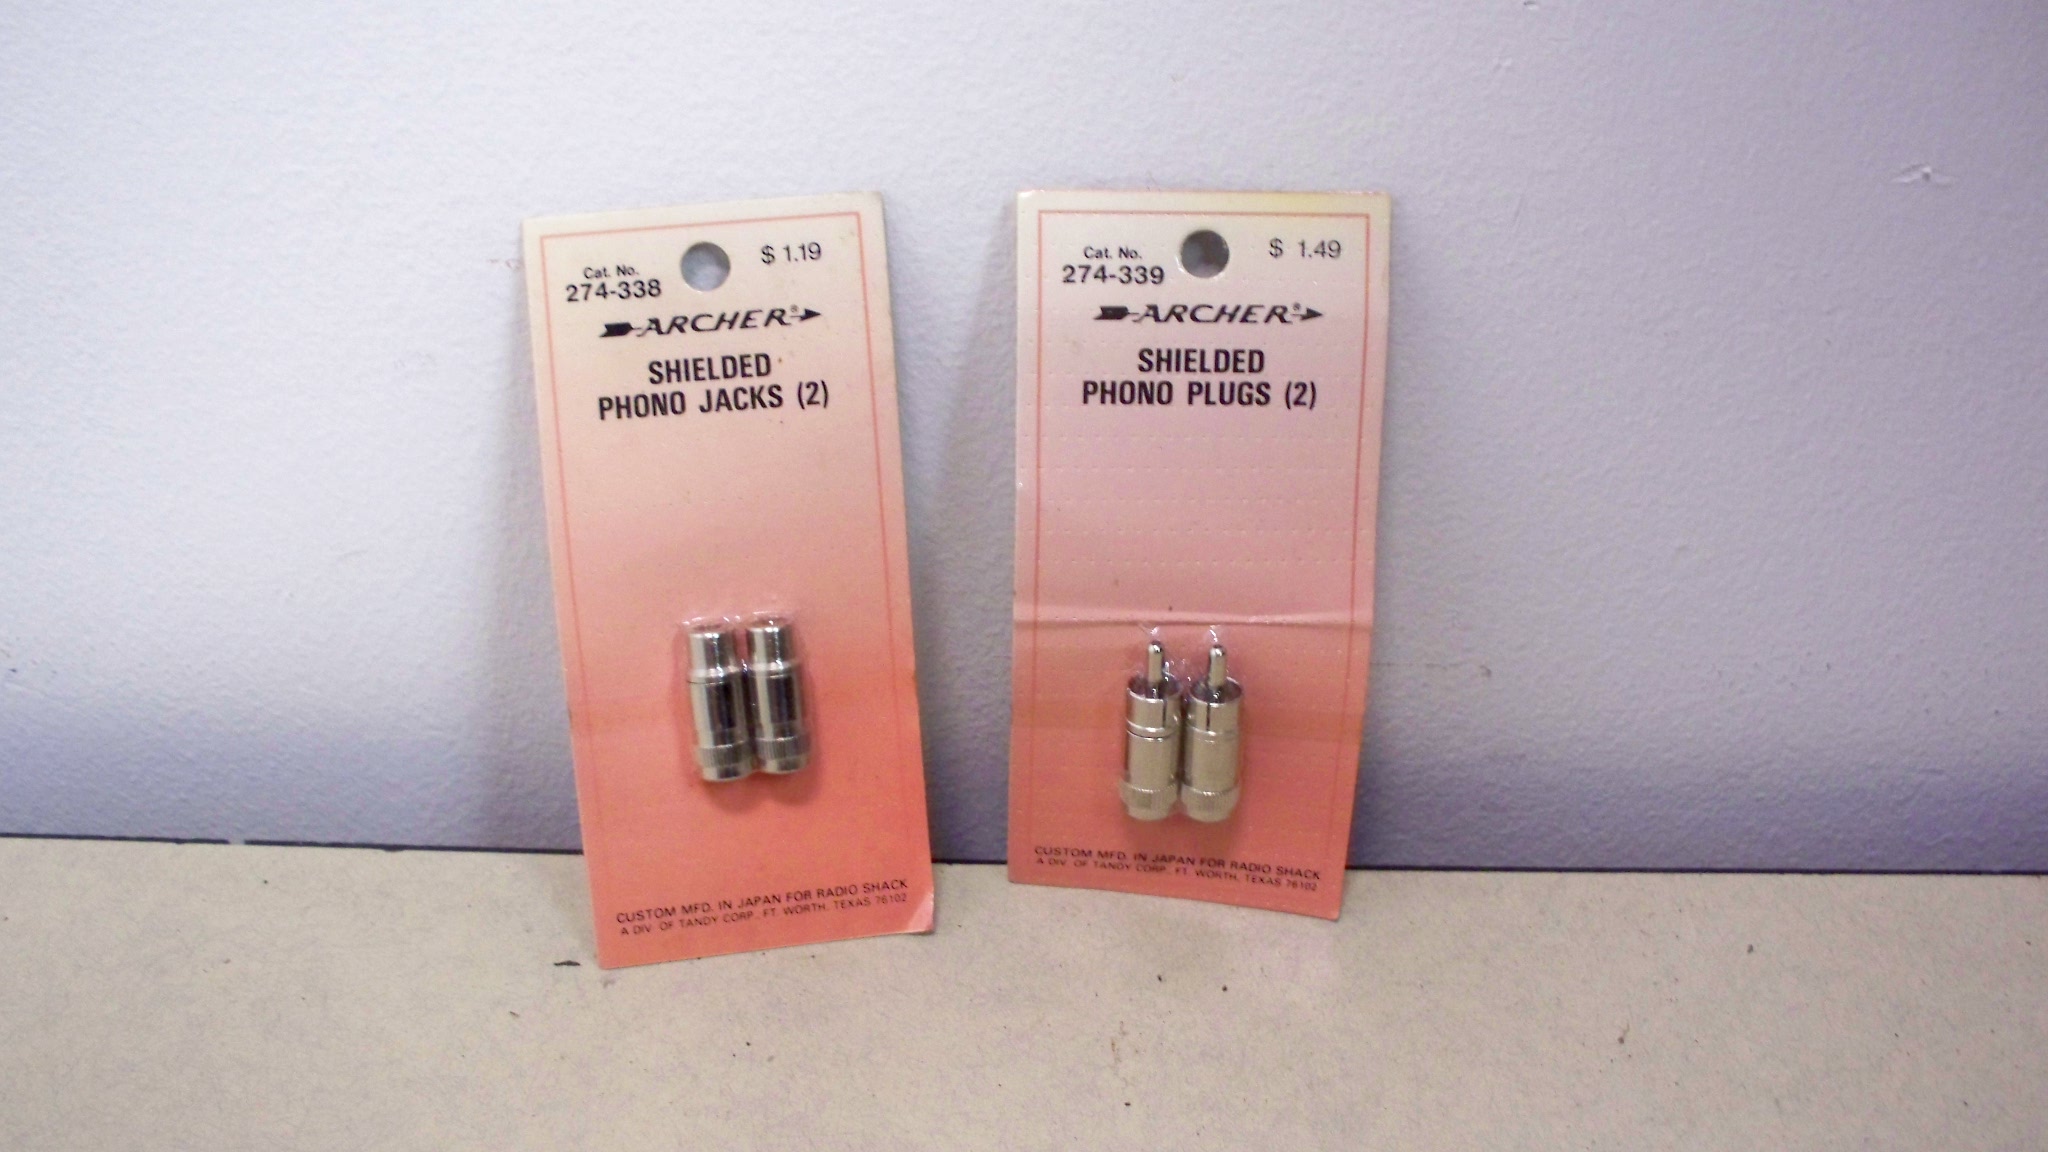 Cat. No.
274-338
$ 1.19
ARCHER®
SHIELDED
PHONO JACKS (2)
CUSTOM MFD. IN JAPAN FOR RADIO SHACK
A DIV. OF TANDY CORP., FT. WORTH, TEXAS 76102
Cat. No.
274-339
$ 1.49
ARCHER®
SHIELDED
PHONO PLUGS (2)
CUSTOM MFD. IN JAPAN FOR RADIO SHACK
A DIV. OF TANDY CORP., FT. WORTH, TEXAS 76102